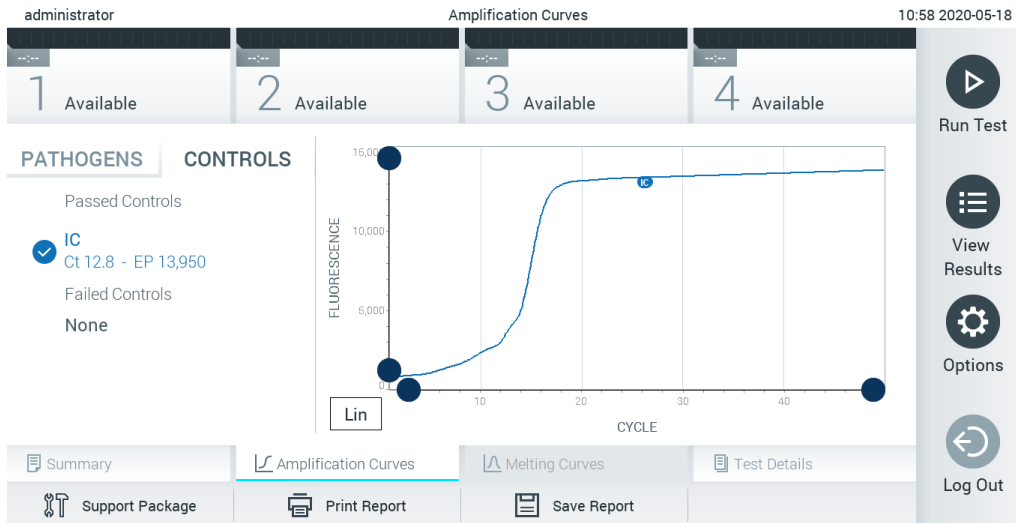 administrator
Amplification Curves
10:58 2020-05-18
--:--
1 Available
--:--
2 Available
--:--
3 Available
--:--
4 Available
Run Test
View
Results
Options
Log Out
PATHOGENS
CONTROLS
Passed Controls
IC
Ct 12.8 - EP 13,950
Failed Controls
None
FLUORESCENCE
10,000
5,000
0
IC
10
20
30
40
CYCLE
Lin
Summary
Amplification Curves
Melting Curves
Test Details
Support Package
Print Report
Save Report